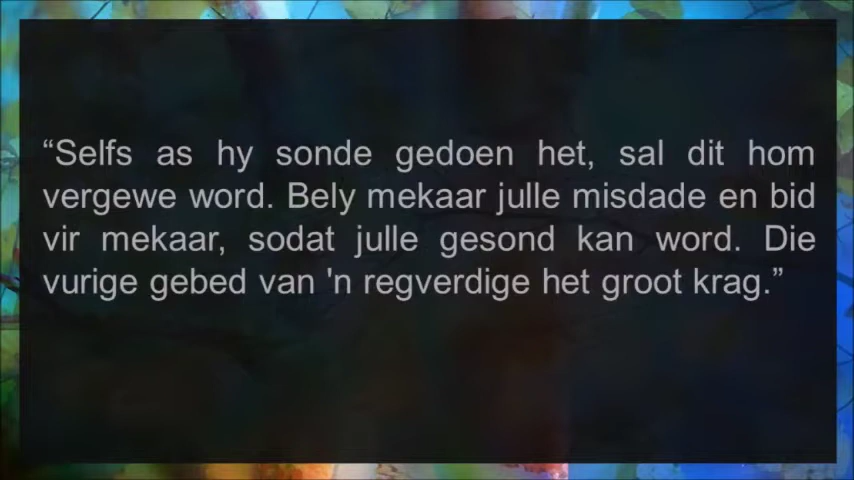 “Selfs as hy sonde gedoen het, sal dit hom
vergewe word. Bely mekaar julle misdade en bid
vir mekaar, sodat julle gesond kan word. Die
vurige gebed van 'n regverdige het groot krag.”